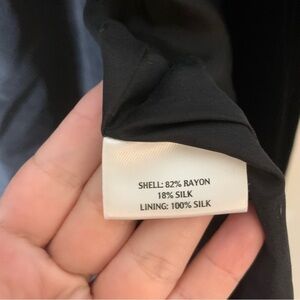 SHELL: 82% RAYON
18% SILK
LINING: 100% SILK